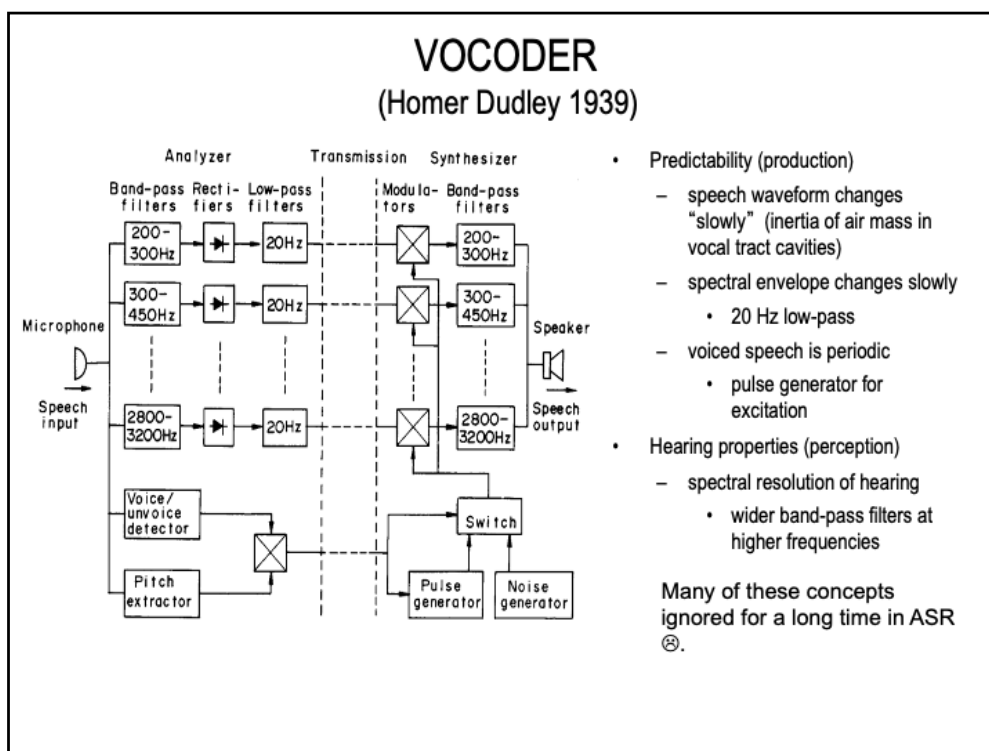 VOCODER
(Homer Dudley 1939)
Analyzer Transmission Synthesizer
Band-pass filters Recti-fiers Low-pass filters Modula-tors Band-pass filters
200-300Hz 20Hz 200-300Hz
300-450Hz 20Hz 300-450Hz
Microphone Speaker
Speech input Speech output
2800-3200Hz 20Hz 2800-3200Hz
Voice/unvoice detector
Switch
Pitch extractor
Pulse generator
Noise generator
• Predictability (production)
– speech waveform changes
“slowly” (inertia of air mass in
vocal tract cavities)
– spectral envelope changes slowly
• 20 Hz low-pass
– voiced speech is periodic
• pulse generator for
excitation
• Hearing properties (perception)
– spectral resolution of hearing
• wider band-pass filters at
higher frequencies
Many of these concepts
ignored for a long time in ASR
☹.